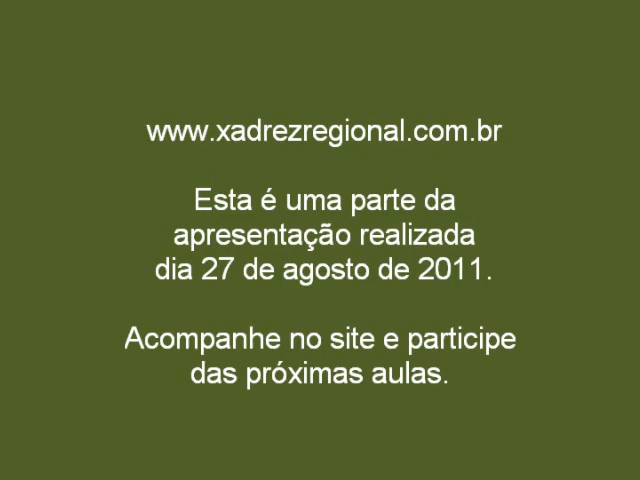 www.xadrezregional.com.br
Esta é uma parte da
apresentação realizada
dia 27 de agosto de 2011.
Acompanhe no site e participe
das próximas aulas.